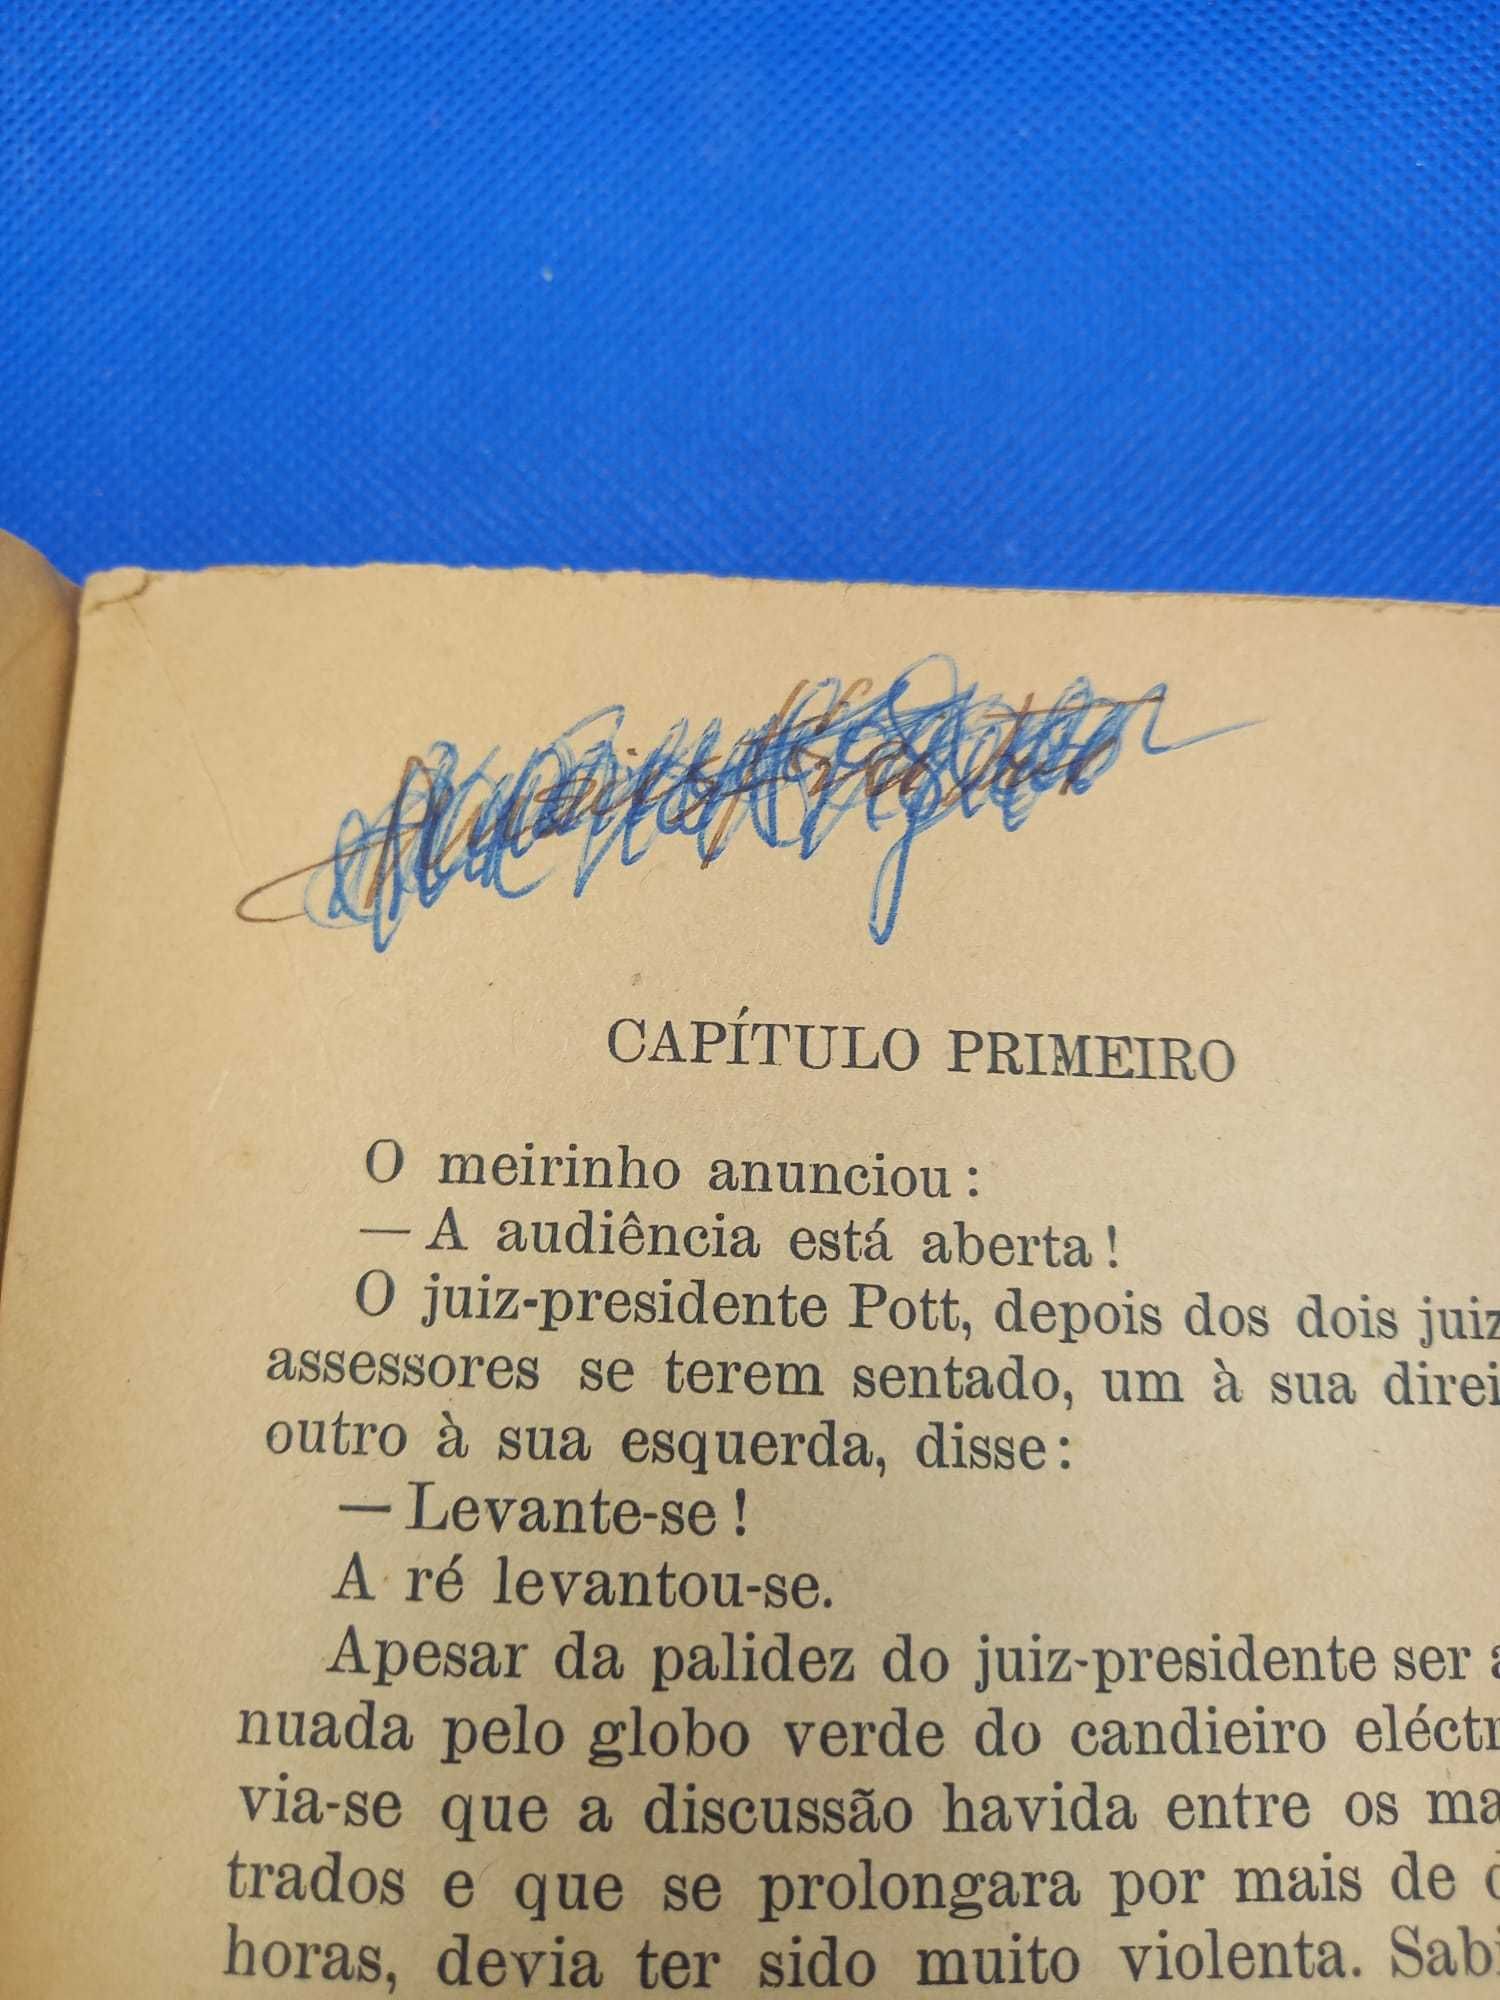 CAPÍTULO PRIMEIRO
O meirinho anunciou:
— A audiência está aberta!
O juiz-presidente Pott, depois dos dois juiz
assessores se terem sentado, um à sua direi
outro à sua esquerda, disse:
— Levante-se!
A ré levantou-se.
Apesar da palidez do juiz-presidente ser a
nuada pelo globo verde do candieiro eléctr
via-se que a discussão havida entre os ma
trados e que se prolongara por mais de d
horas, devia ter sido muito violenta. Sabi